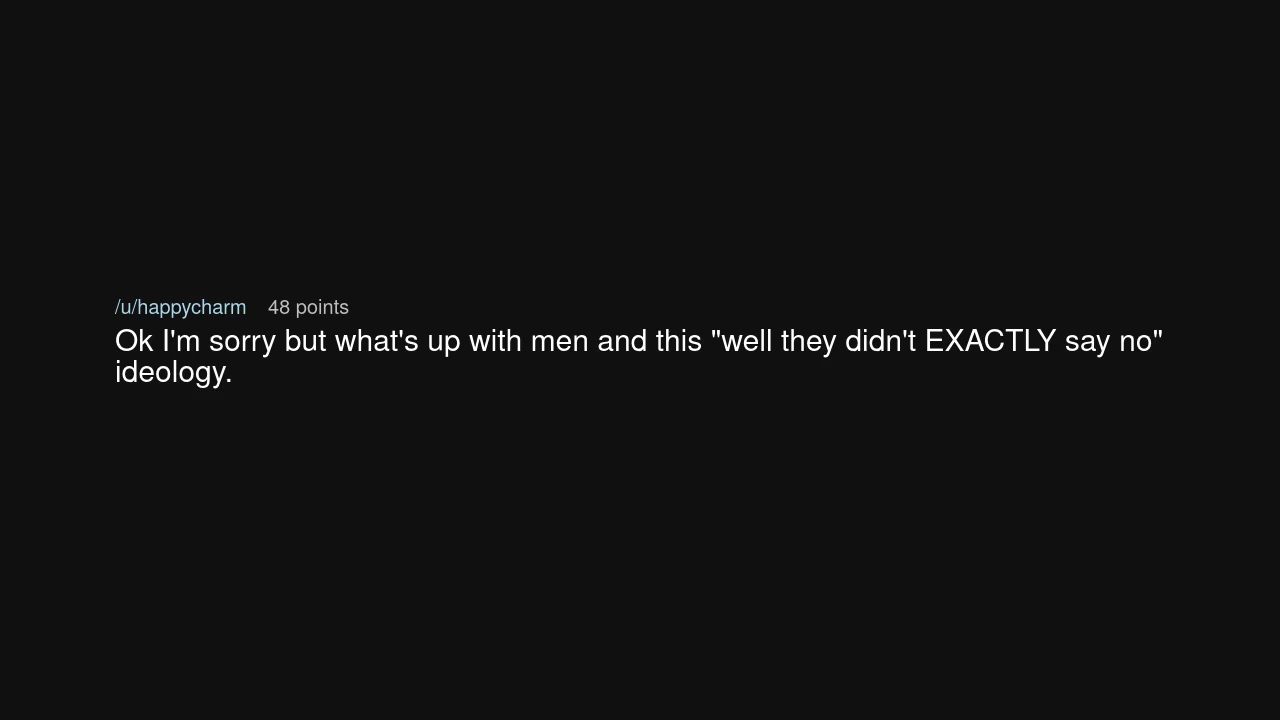 /u/happycharm 48 points
Ok I'm sorry but what's up with men and this "well they didn't EXACTLY say no"
ideology.